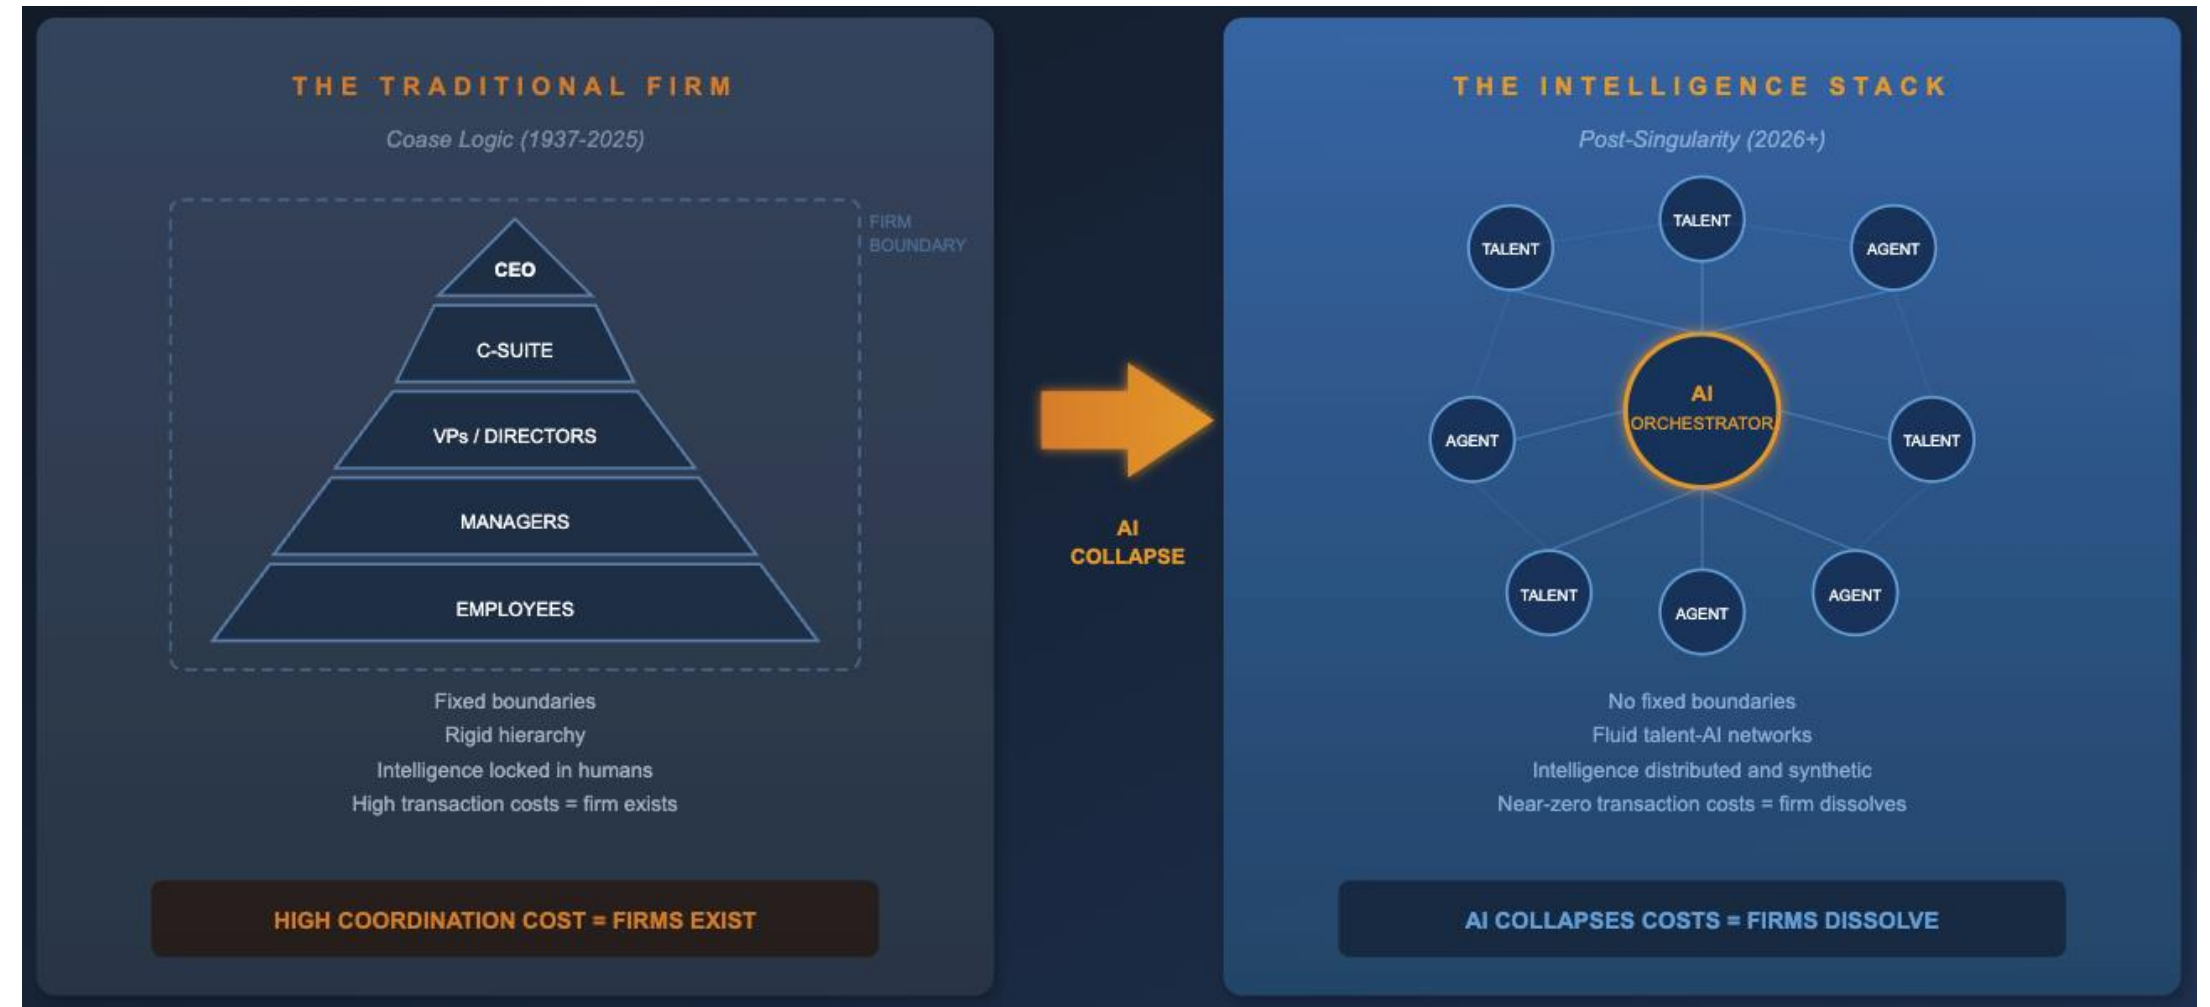 THE TRADITIONAL FIRM
Coase Logic (1937-2025)
FIRM
BOUNDARY
CEO
C-SUITE
VPs / DIRECTORS
MANAGERS
EMPLOYEES
Fixed boundaries
Rigid hierarchy
Intelligence locked in humans
High transaction costs = firm exists
HIGH COORDINATION COST = FIRMS EXIST
AI
COLLAPSE
THE INTELLIGENCE STACK
Post-Singularity (2026+)
TALENT
TALENT
AGENT
AI
ORCHESTRATOR
AGENT
TALENT
TALENT
AGENT
AGENT
No fixed boundaries
Fluid talent-AI networks
Intelligence distributed and synthetic
Near-zero transaction costs = firm dissolves
AI COLLAPSES COSTS = FIRMS DISSOLVE